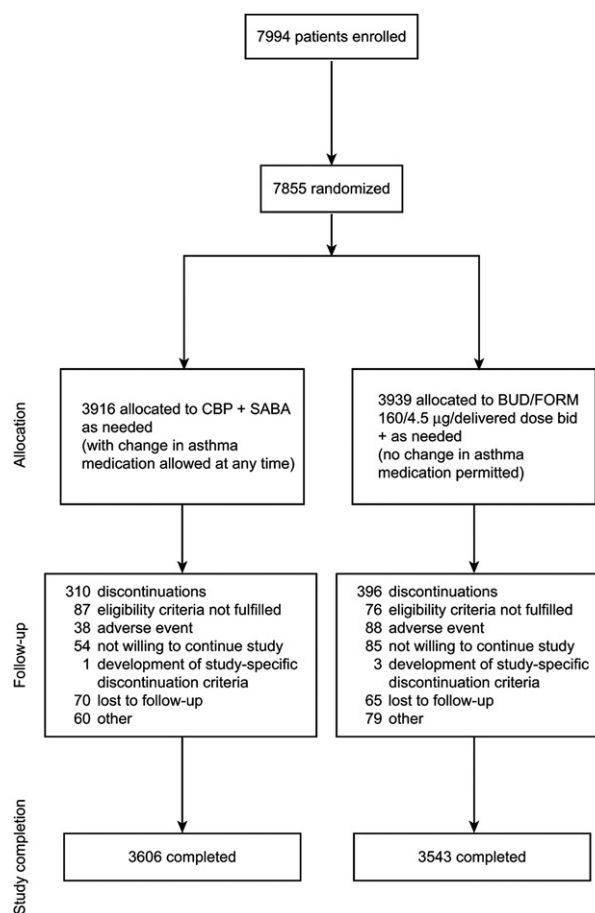 7994 patients enrolled
7855 randomized
Allocation
3916 allocated to CBP + SABA
as needed
(with change in asthma
medication allowed at any time)
3939 allocated to BUD/FORM
160/4.5 μg/delivered dose bid
+ as needed
(no change in asthma
medication permitted)
Follow-up
310 discontinuations
87 eligibility criteria not fulfilled
38 adverse event
54 not willing to continue study
1 development of study-specific
discontinuation criteria
70 lost to follow-up
60 other
396 discontinuations
76 eligibility criteria not fulfilled
88 adverse event
85 not willing to continue study
3 development of study-specific
discontinuation criteria
65 lost to follow-up
79 other
Study completion
3606 completed
3543 completed